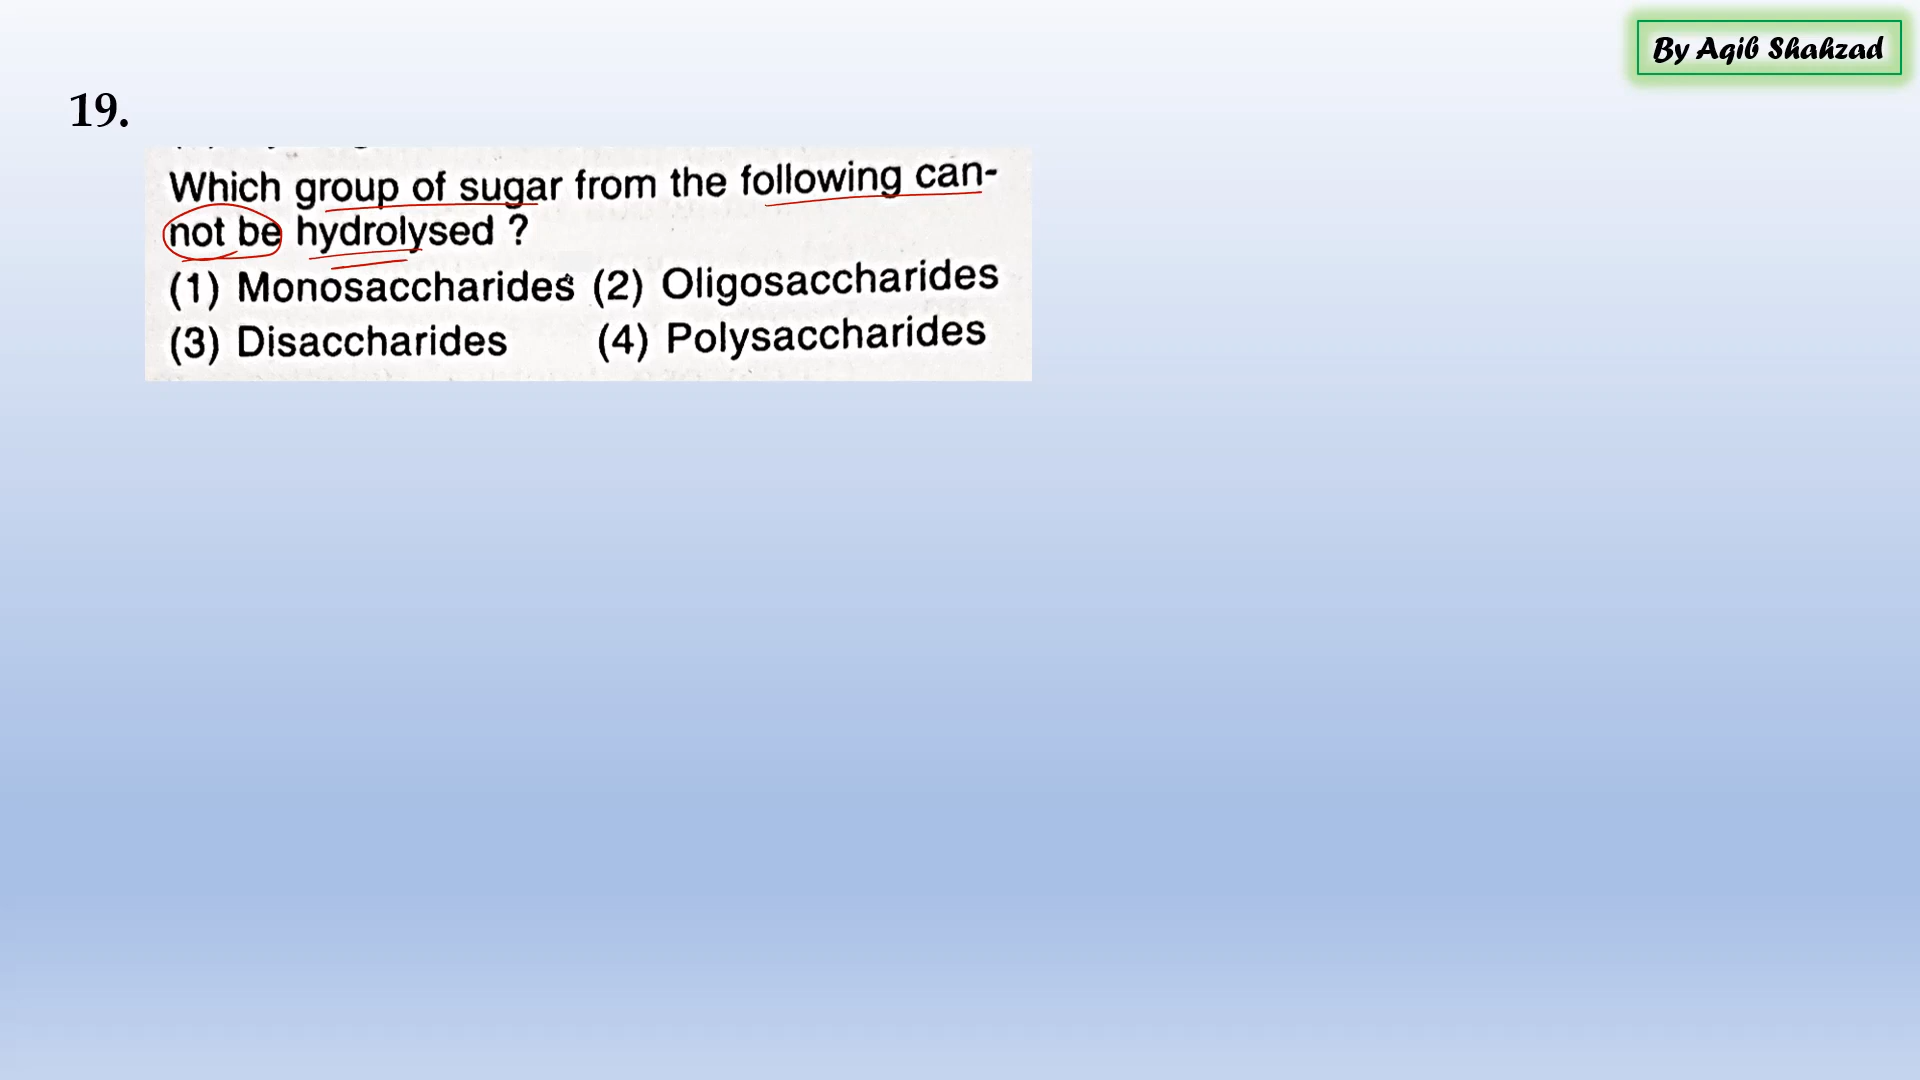 By Aqib Shahzad
19.
Which group of sugar from the following can-
not be hydrolysed ?
(1) Monosaccharides (2) Oligosaccharides
(3) Disaccharides (4) Polysaccharides